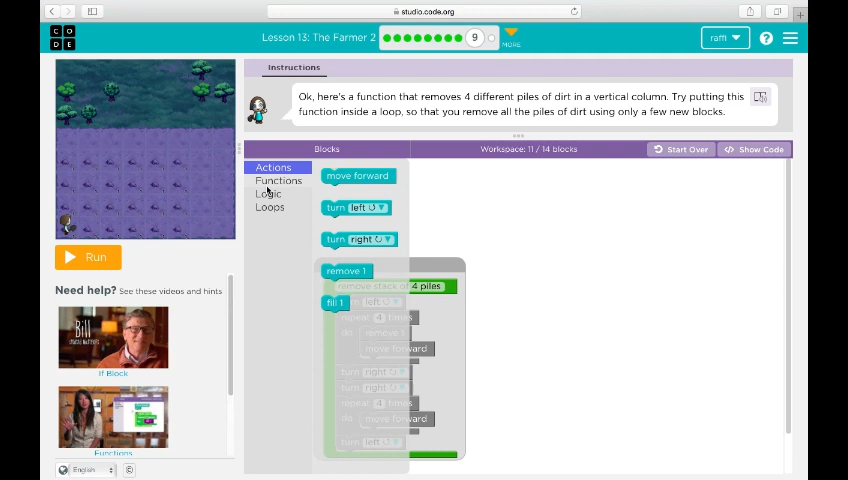 studio.code.org
C O
D E
Lesson 13: The Farmer 2
9
MORE
raffi
?
Instructions
Ok, here's a function that removes 4 different piles of dirt in a vertical column. Try putting this
function inside a loop, so that you remove all the piles of dirt using only a few new blocks.
Blocks
Workspace: 11 / 14 blocks
Start Over
</> Show Code
Actions
Functions
Logic
Loops
move forward
turn left
turn right
remove 1
fill 1
remove stack of 4 piles
turn left
repeat 4 times
do remove 1
move forward
turn right
turn right
repeat 4 times
do move forward
turn left
Run
Need help? See these videos and hints
Bill
If Block
Functions
English
©